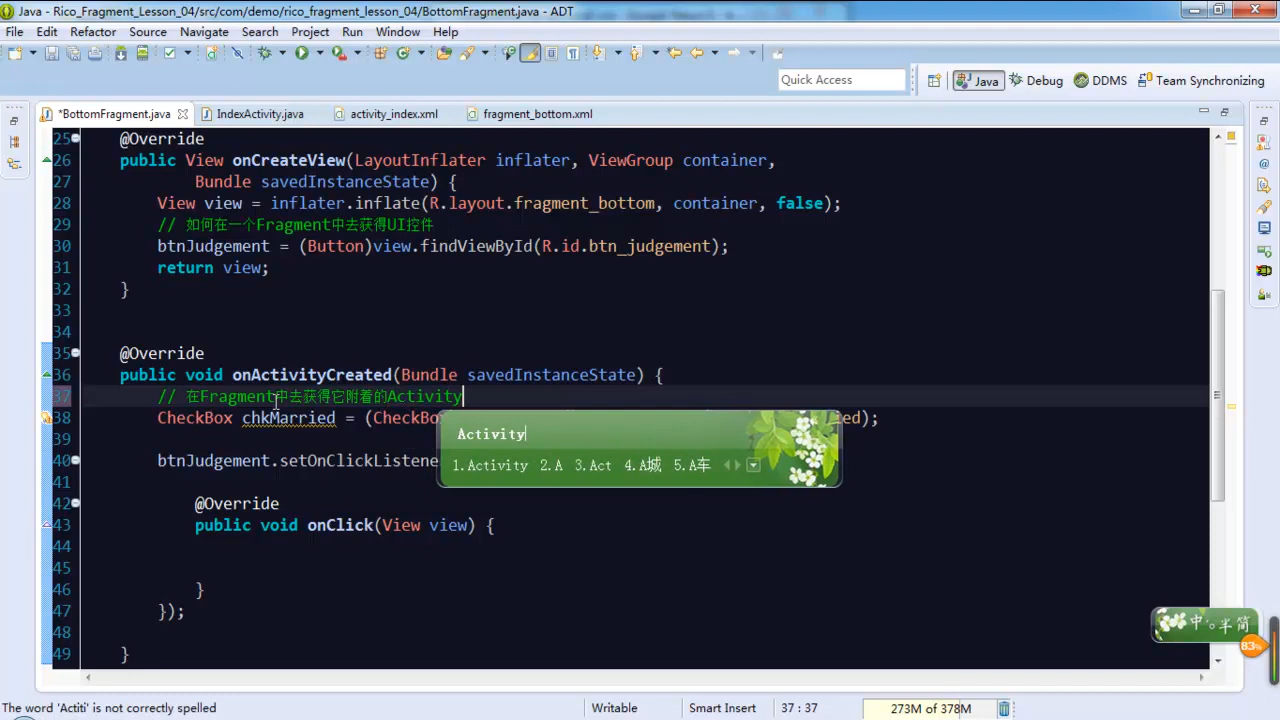 Java - Rico_Fragment_Lesson_04/src/com/demo/rico_fragment_lesson_04/BottomFragment.java - ADT
File Edit Refactor Source Navigate Search Project Run Window Help
Quick Access
Java Debug DDMS Team Synchronizing
*BottomFragment.java IndexActivity.java activity_index.xml fragment_bottom.xml
25 @Override
26 public View onCreateView(LayoutInflater inflater, ViewGroup container,
27 Bundle savedInstanceState) {
28 View view = inflater.inflate(R.layout.fragment_bottom, container, false);
29 // 如何在一个Fragment中去获得UI控件
30 btnJudgement = (Button)view.findViewById(R.id.btn_judgement);
31 return view;
32 }
33
34
35 @Override
36 public void onActivityCreated(Bundle savedInstanceState) {
37 // 在Fragment中去获得它附着的Activity
38 CheckBox chkMarried = (CheckBo ed);
Activity
39
1.Activity 2.A 3.Act 4.A城 5.A车
40 btnJudgement.setOnClickListene
41
42 @Override
43 public void onClick(View view) {
44
45
46 }
47 });
48
49 }
中 半 简
83%
The word 'Actiti' is not correctly spelled Writable Smart Insert 37 : 37 273M of 378M